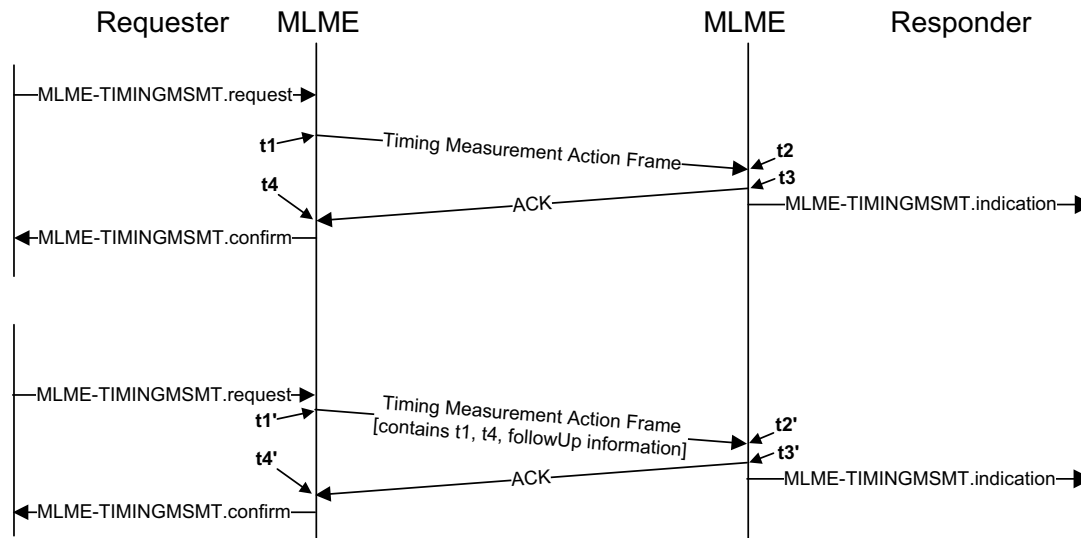 Requester MLME MLME Responder
MLME-TIMINGMSMT.request
t1 Timing Measurement Action Frame t2
t4 t3
ACK MLME-TIMINGMSMT.indication
MLME-TIMINGMSMT.confirm
MLME-TIMINGMSMT.request
t1' Timing Measurement Action Frame t2'
[contains t1, t4, followUp information]
t4' t3'
ACK MLME-TIMINGMSMT.indication
MLME-TIMINGMSMT.confirm